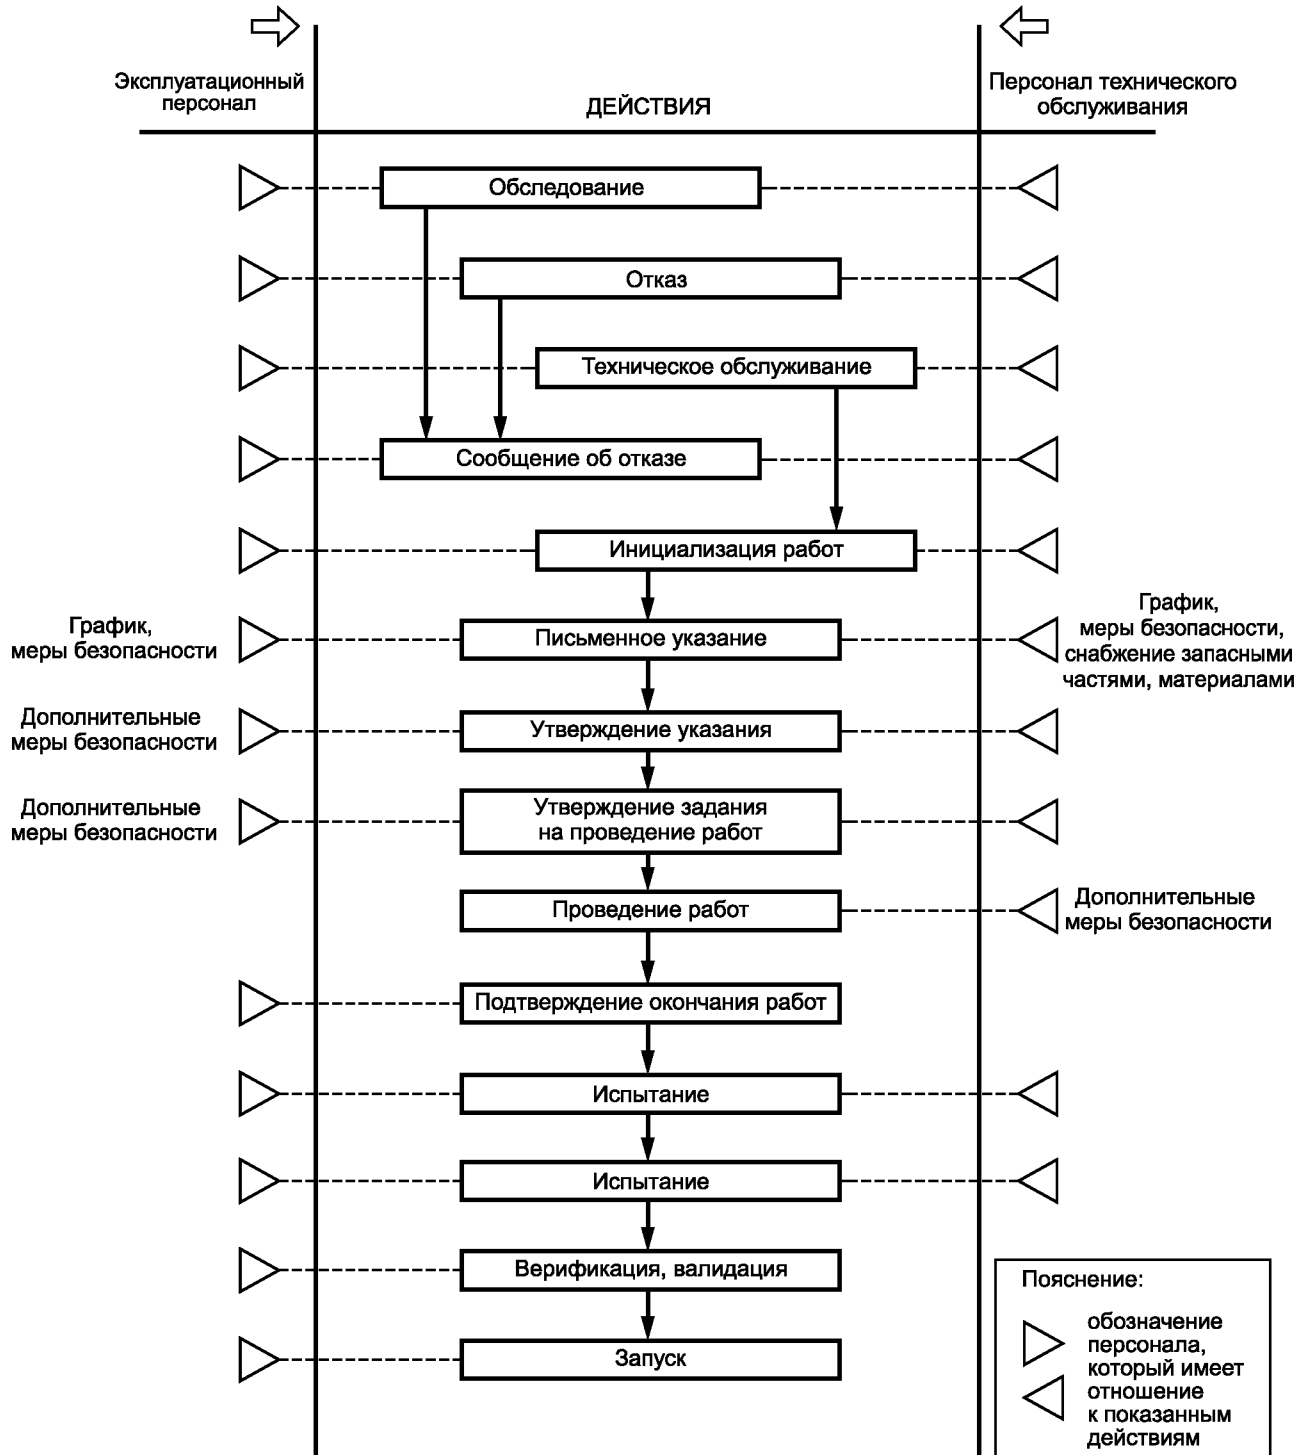 Эксплуатационный
персонал
ДЕЙСТВИЯ
Персонал технического
обслуживания
Обследование
Отказ
Техническое обслуживание
Сообщение об отказе
Инициализация работ
График,
меры безопасности
Письменное указание
График,
меры безопасности,
снабжение запасными
частями, материалами
Дополнительные
меры безопасности
Утверждение указания
Дополнительные
меры безопасности
Утверждение задания
на проведение работ
Проведение работ
Дополнительные
меры безопасности
Подтверждение окончания работ
Испытание
Испытание
Верификация, валидация
Запуск
Пояснение:
обозначение
персонала,
который имеет
отношение
к показанным
действиям